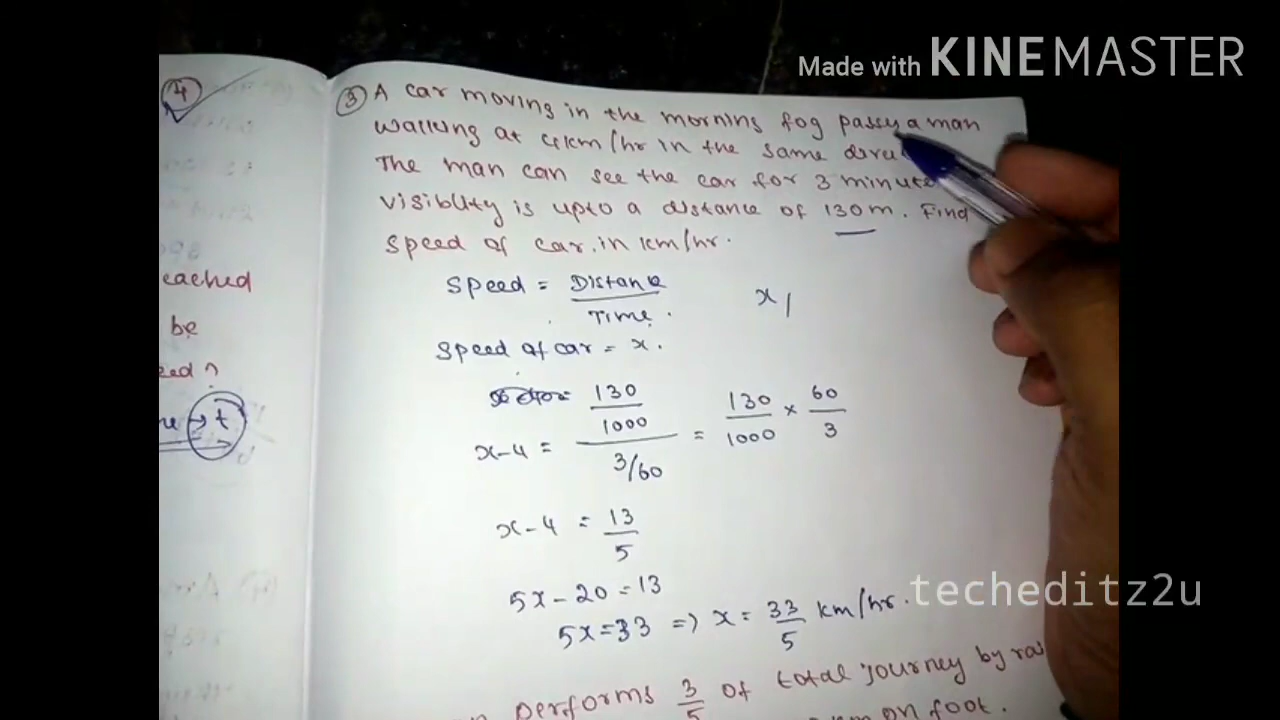 Made with KINEMASTER
4
③ A car moving in the morning fog passy a man
walking at 4km/hr in the same
The man can see the car for 3 minute
visiblity is upto a distance of 130m. Find
speed of car. in km/hr.
Speed = Distance / Time.
x
Speed of car = x.
x-4 = 130/1000 / 3/60 = 130/1000 × 60/3
x-4 = 13/5
5x-20=13
5x=33 => x = 33/5 km/hr.
performs 3/5 of total journey by
on foot.
eached
be
eed?
→ t
techeditz2u